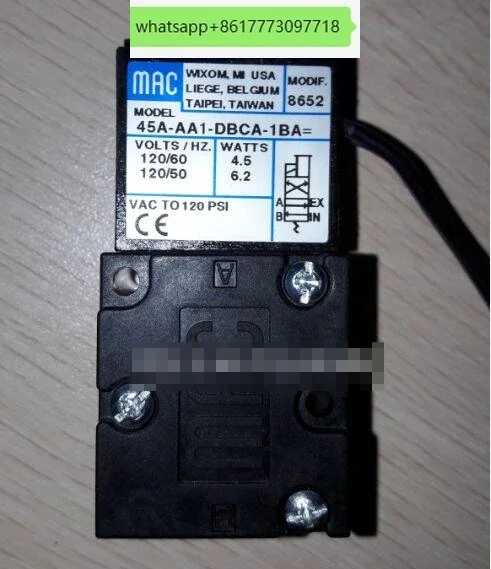 whatsapp+8617773097718
MAC
WIXOM, MI USA
LIEGE, BELGIUM
TAIPEI, TAIWAN
MODIF.
8652
MODEL
45A-AA1-DBCA-1BA=
VOLTS / HZ.
WATTS
120/60
4.5
120/50
6.2
A
EX
B
IN
VAC TO 120 PSI
CE
A
MAC